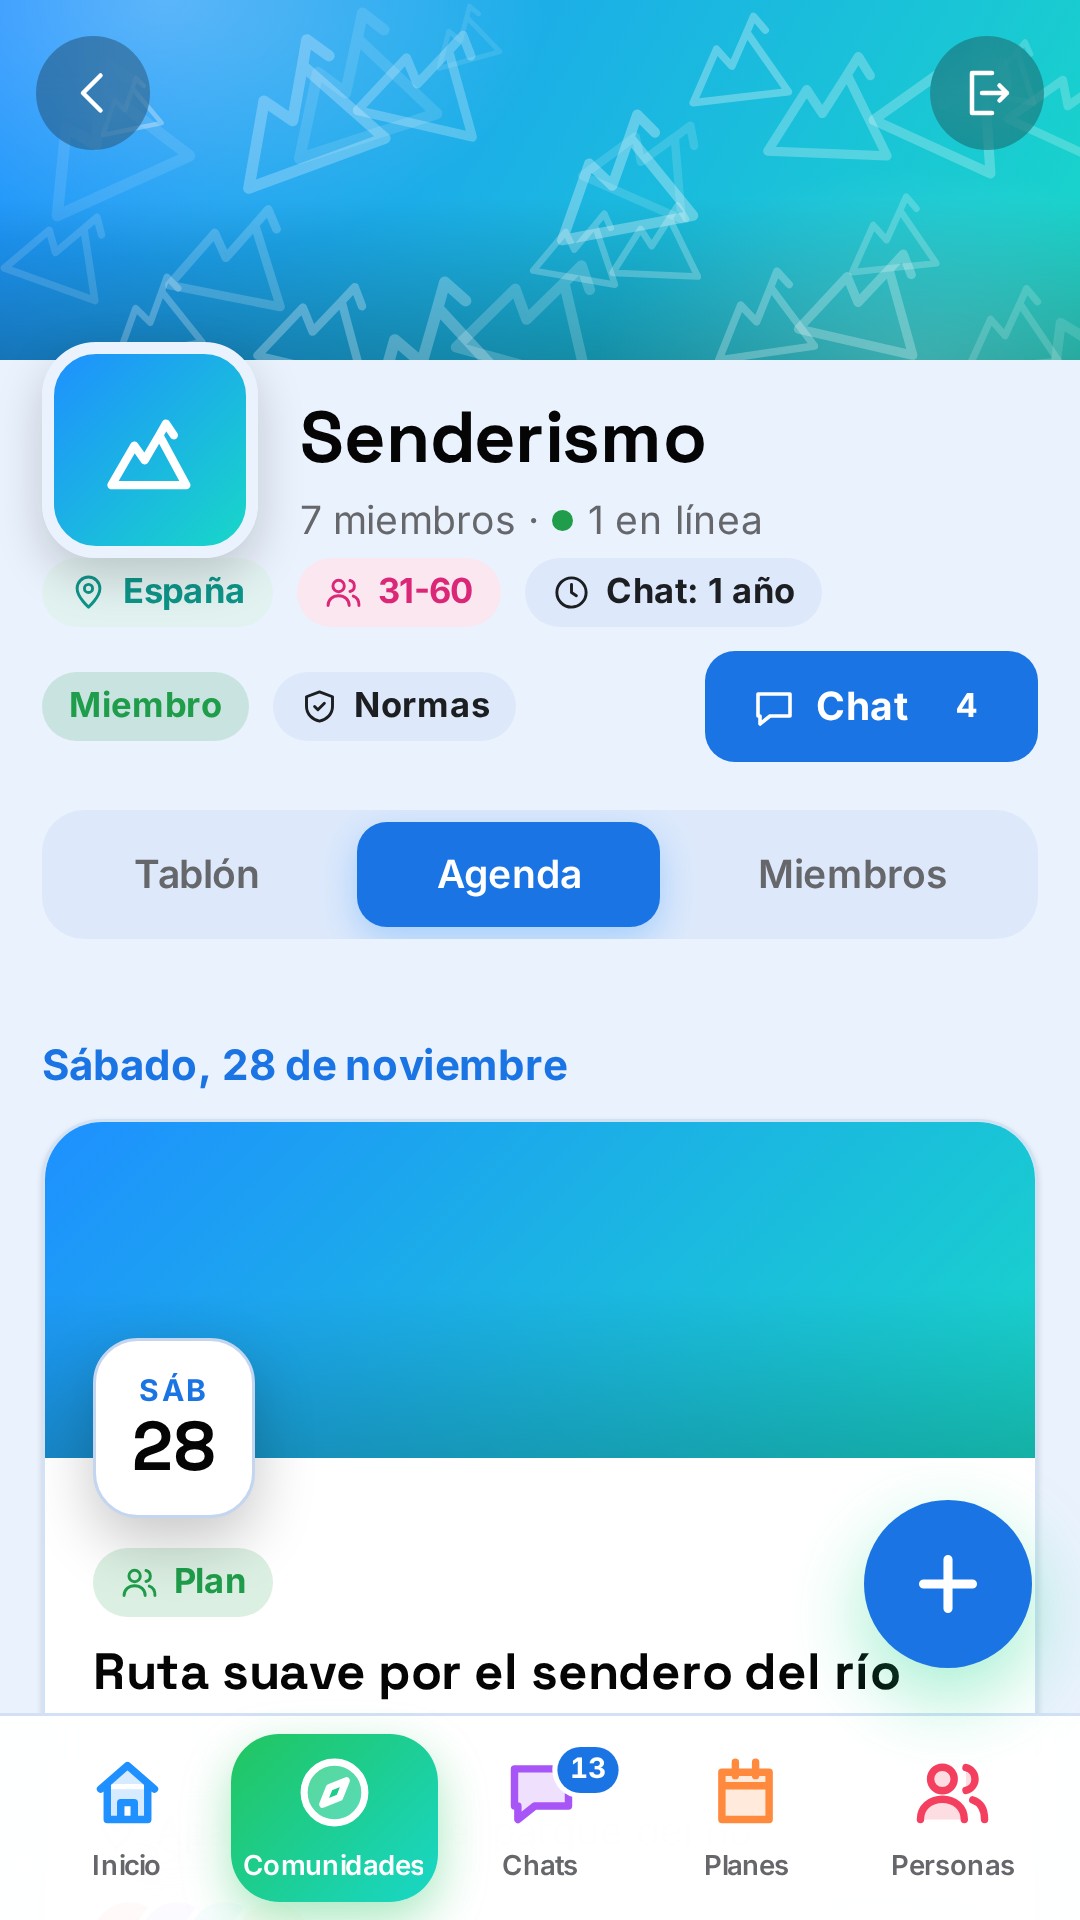 Senderismo
7 miembros · 1 en línea
España
31-60
Chat: 1 año
Miembro
Normas
Chat 4
Tablón
Agenda
Miembros
Sábado, 28 de noviembre
SÁB
28
Plan
Ruta suave por el sendero del río
13
Inicio
Comunidades
Chats
Planes
Personas